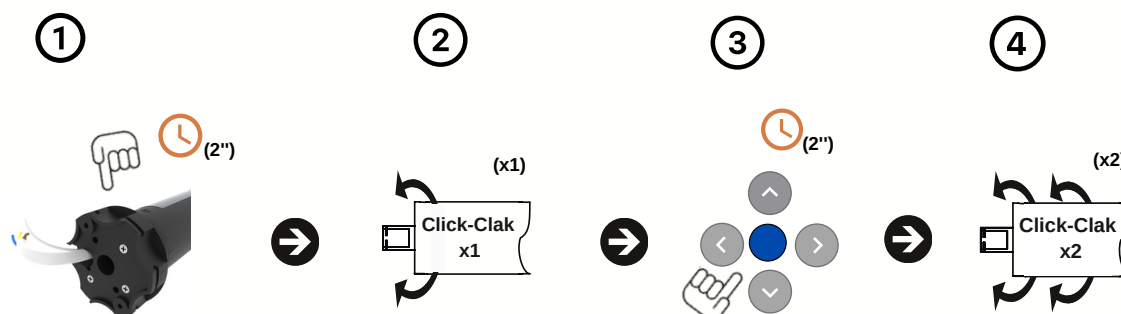 1
2
3
4
(2")
(x1)
(2")
(x2)
Click-Clak
x1
Click-Clak
x2